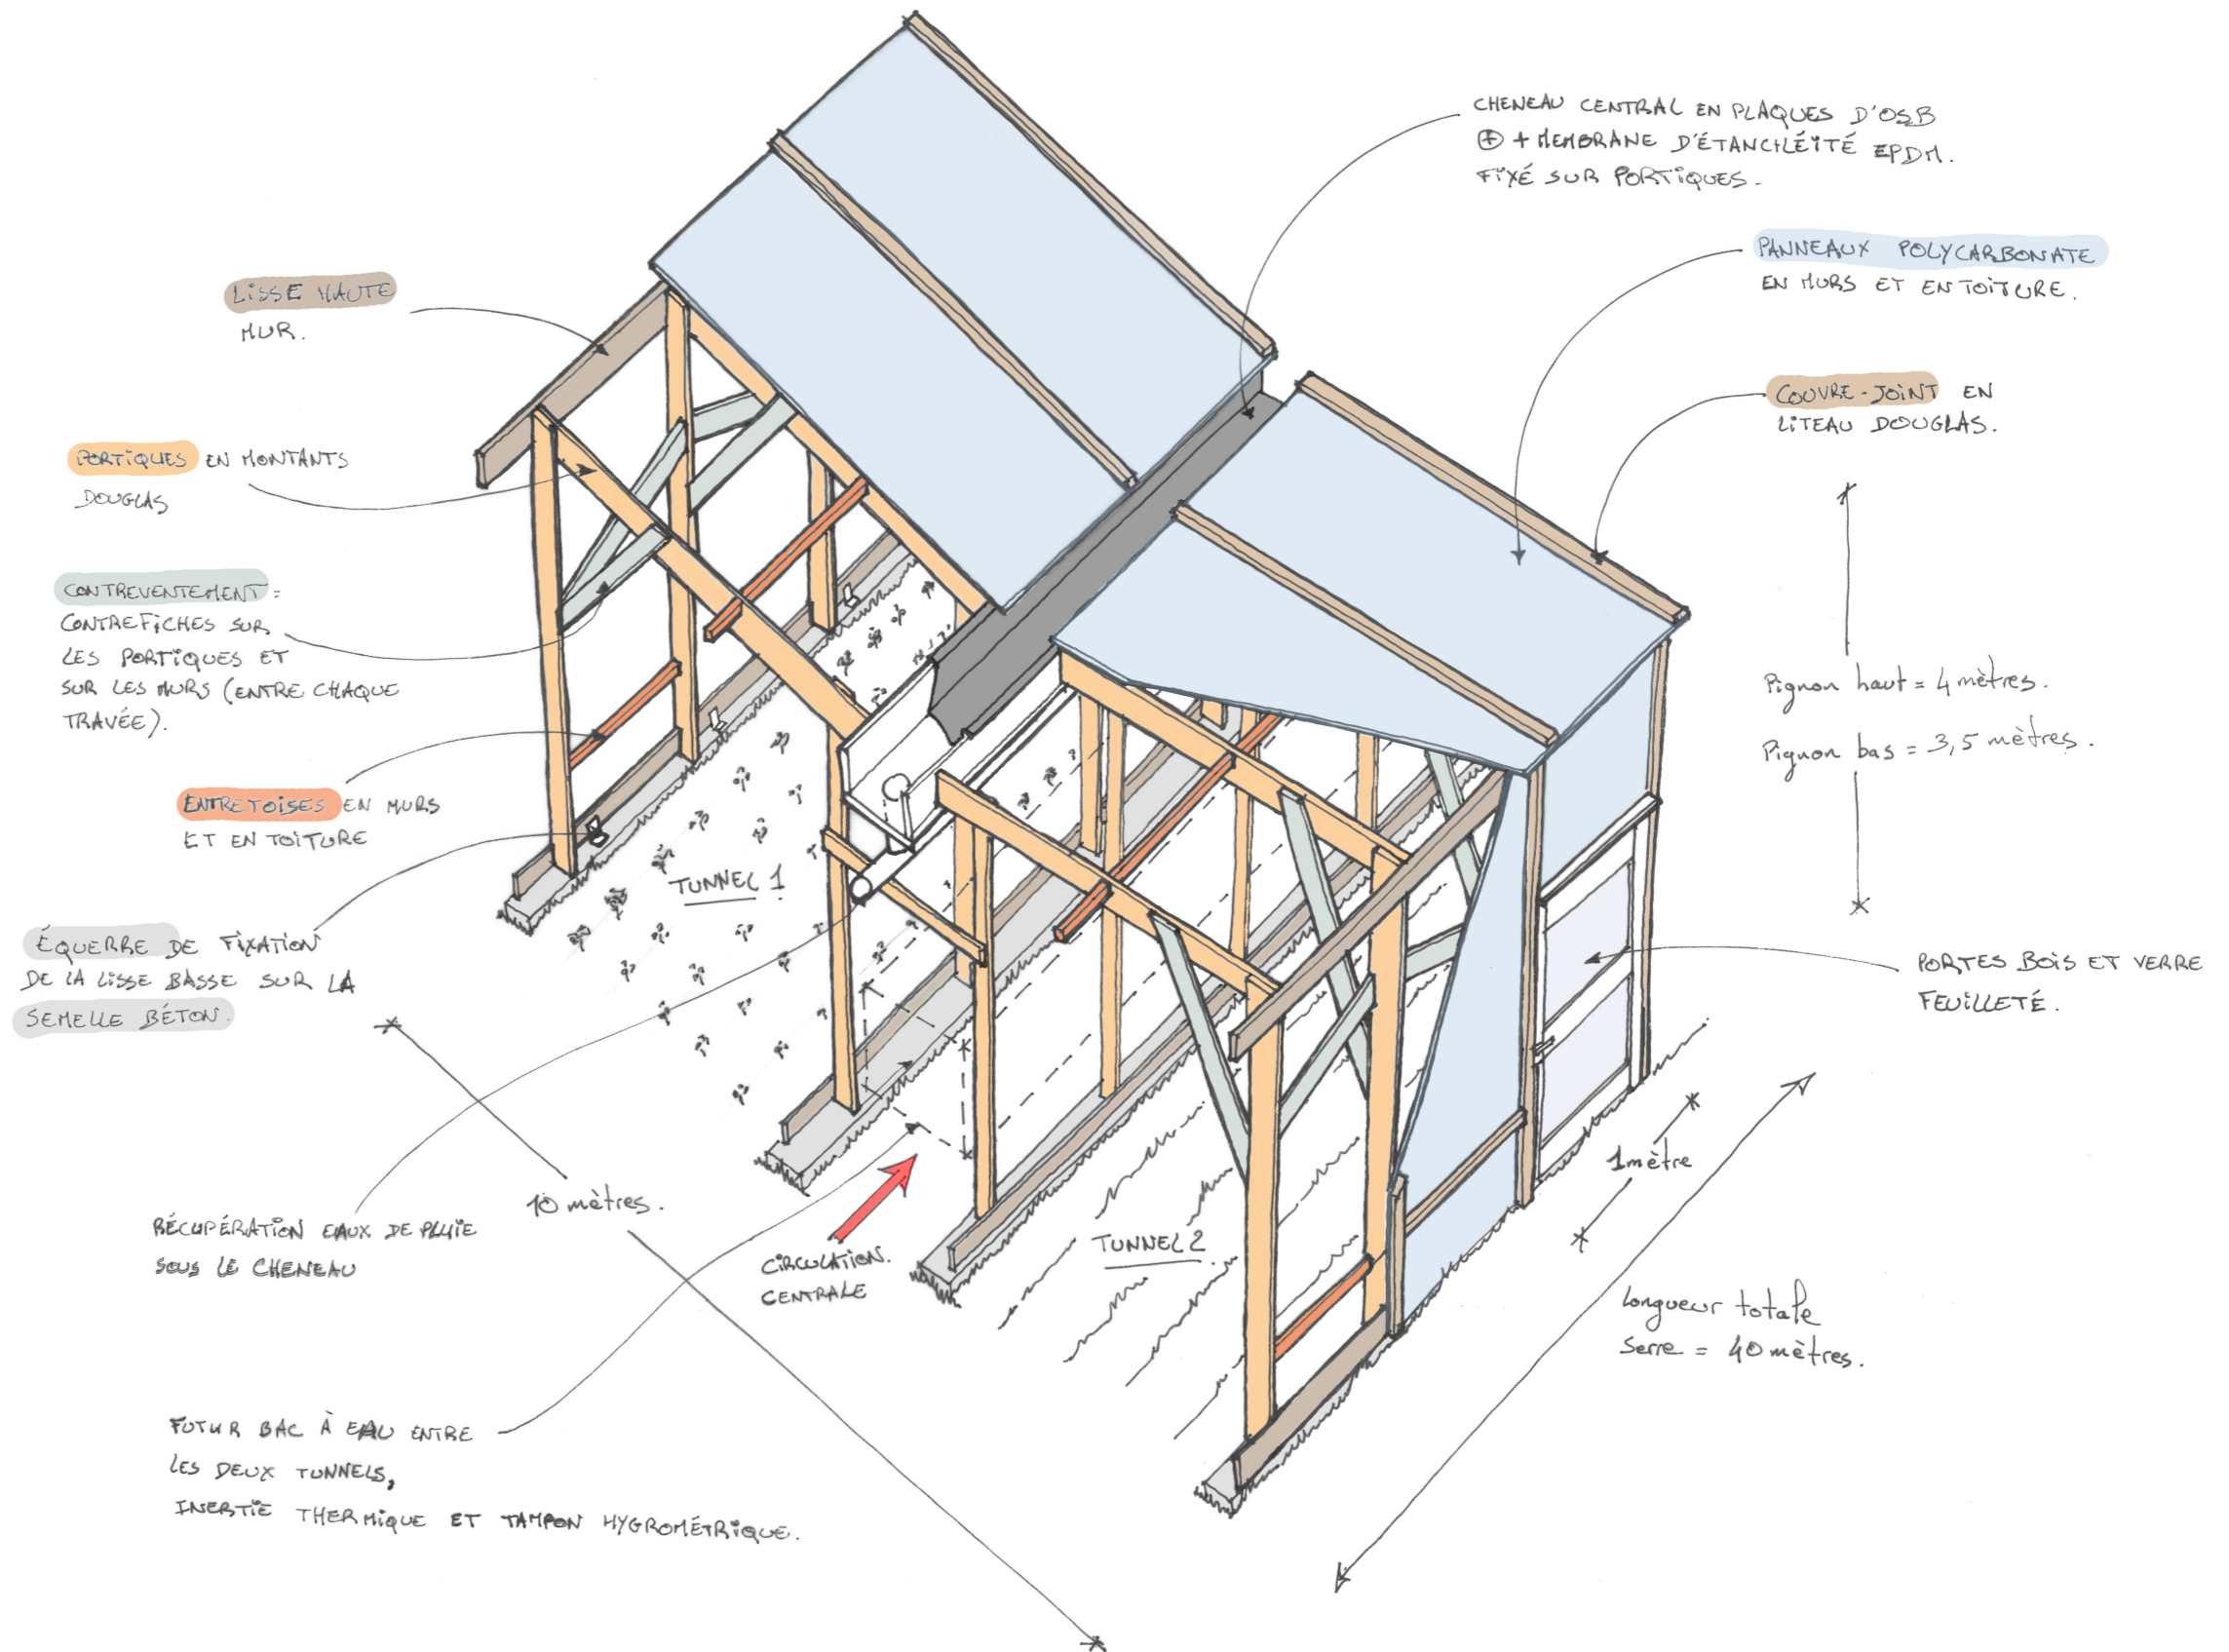 CHENEAU CENTRAL EN PLAQUES D'OSB
⊕ + MEMBRANE D'ÉTANCHLÉITÉ EPDM.
FIXÉ SUR PORTIQUES.
PANNEAUX POLYCARBONATE
EN MURS ET EN TOITURE.
COUVRE-JOINT EN
LITEAU DOUGLAS.
Pignon haut = 4 mètres.
Pignon bas = 3,5 mètres.
PORTES BOIS ET VERRE
FEUILLETÉ.
1 mètre
Longueur totale
Serre = 40 mètres.
LISSE HAUTE
MUR.
PORTIQUES EN MONTANTS
DOUGLAS
CONTREVENTEMENT =
CONTREFICHES SUR
LES PORTIQUES ET
SUR LES MURS (ENTRE CHAQUE
TRAVÉE).
ENTRETOISES EN MURS
ET EN TOITURE
ÉQUERRE DE FIXATION
DE LA LISSE BASSE SUR LA
SEMELLE BÉTON.
TUNNEL 1
TUNNEL 2
10 mètres.
CIRCULATION.
CENTRALE
RÉCUPÉRATION EAUX DE PLUIE
SOUS LE CHENEAU
FUTUR BAC À EAU ENTRE
LES DEUX TUNNELS,
INERTIE THERMIQUE ET TAMPON HYGROMÉTRIQUE.